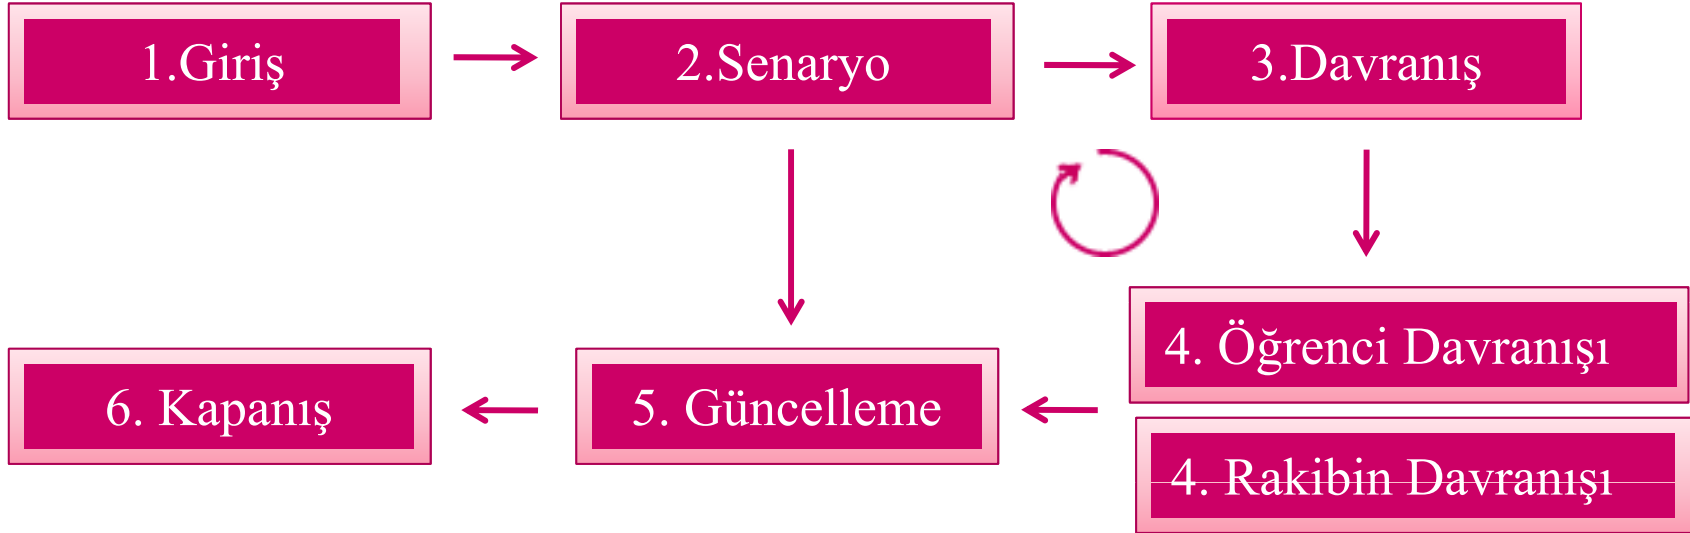 1.Giriş
2.Senaryo
3.Davranış
4. Öğrenci Davranışı
4. Rakibin Davranışı
5. Güncelleme
6. Kapanış